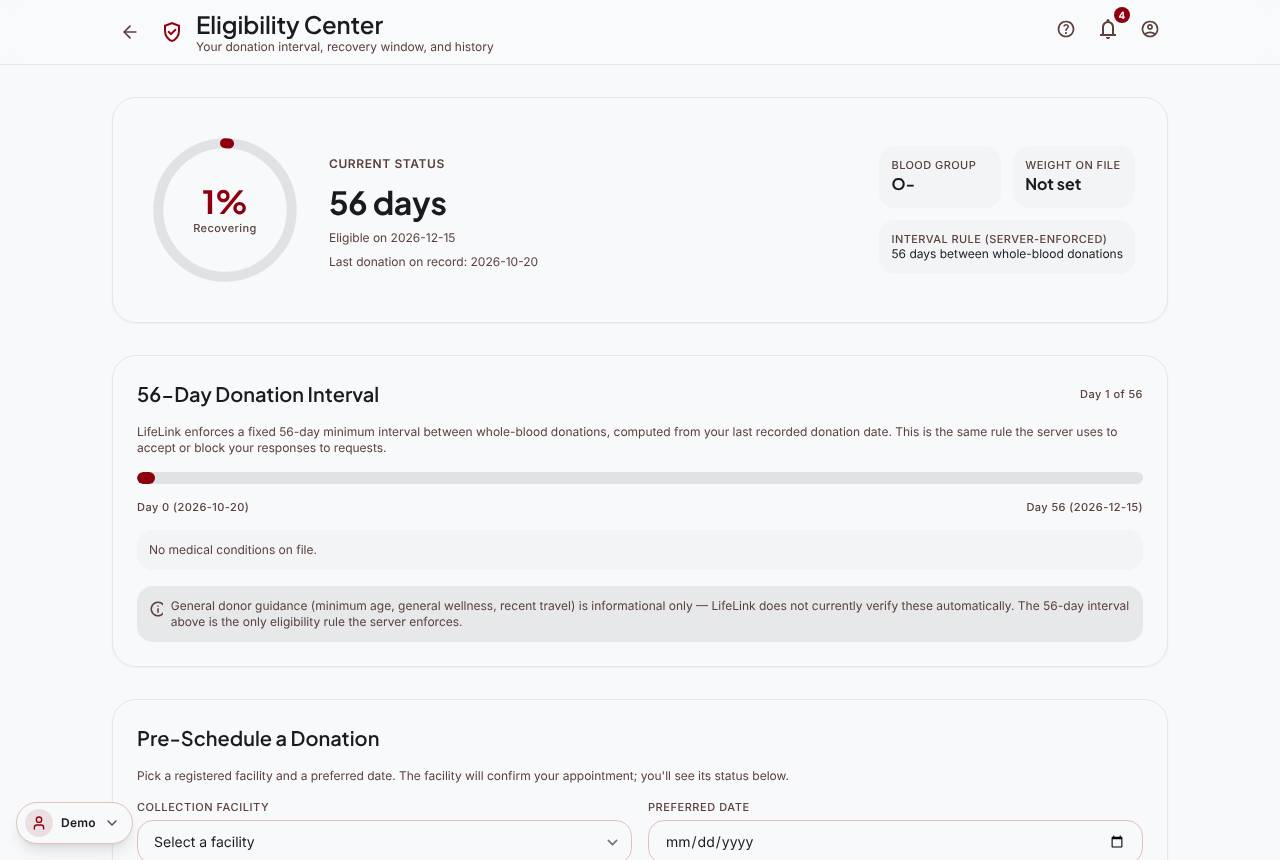 Eligibility Center
Your donation interval, recovery window, and history
4
1%
Recovering
CURRENT STATUS
56 days
Eligible on 2026-12-15
Last donation on record: 2026-10-20
BLOOD GROUP
O-
WEIGHT ON FILE
Not set
INTERVAL RULE (SERVER-ENFORCED)
56 days between whole-blood donations
56-Day Donation Interval
Day 1 of 56
LifeLink enforces a fixed 56-day minimum interval between whole-blood donations, computed from your last recorded donation date. This is the same rule the server uses to
accept or block your responses to requests.
Day 0 (2026-10-20)
Day 56 (2026-12-15)
No medical conditions on file.
General donor guidance (minimum age, general wellness, recent travel) is informational only — LifeLink does not currently verify these automatically. The 56-day interval
above is the only eligibility rule the server enforces.
Pre-Schedule a Donation
Pick a registered facility and a preferred date. The facility will confirm your appointment; you'll see its status below.
COLLECTION FACILITY
PREFERRED DATE
Select a facility
mm/dd/yyyy
Demo